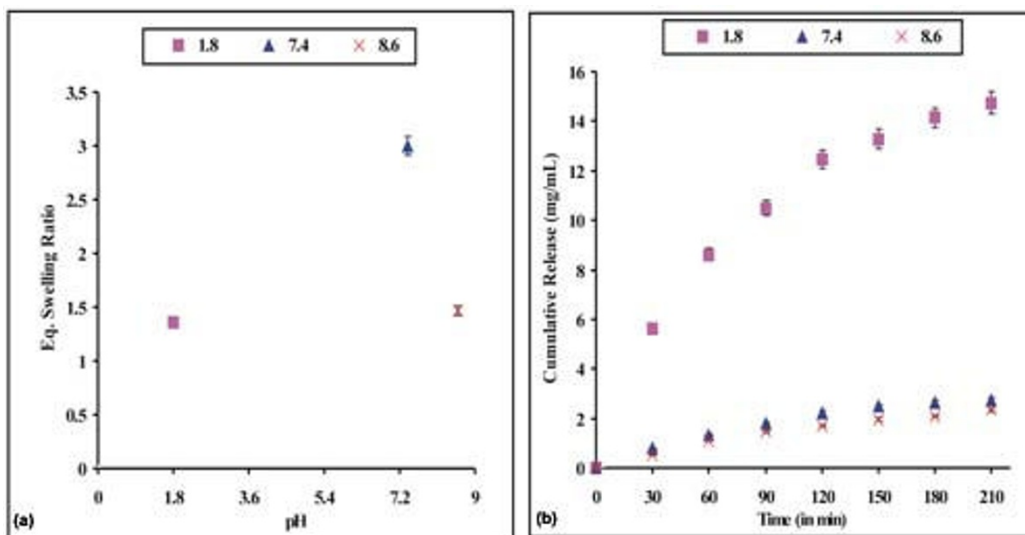 1.8 7.4 8.6
3.5
3
2.5
2
1.5
1
0.5
0
Eq. Swelling Ratio
0 1.8 3.6 5.4 7.2 9
pH
(a)
1.8 7.4 8.6
16
14
12
10
8
6
4
2
0
Cumulative Release (mg/mL)
0 30 60 90 120 150 180 210
Time (in min)
(b)